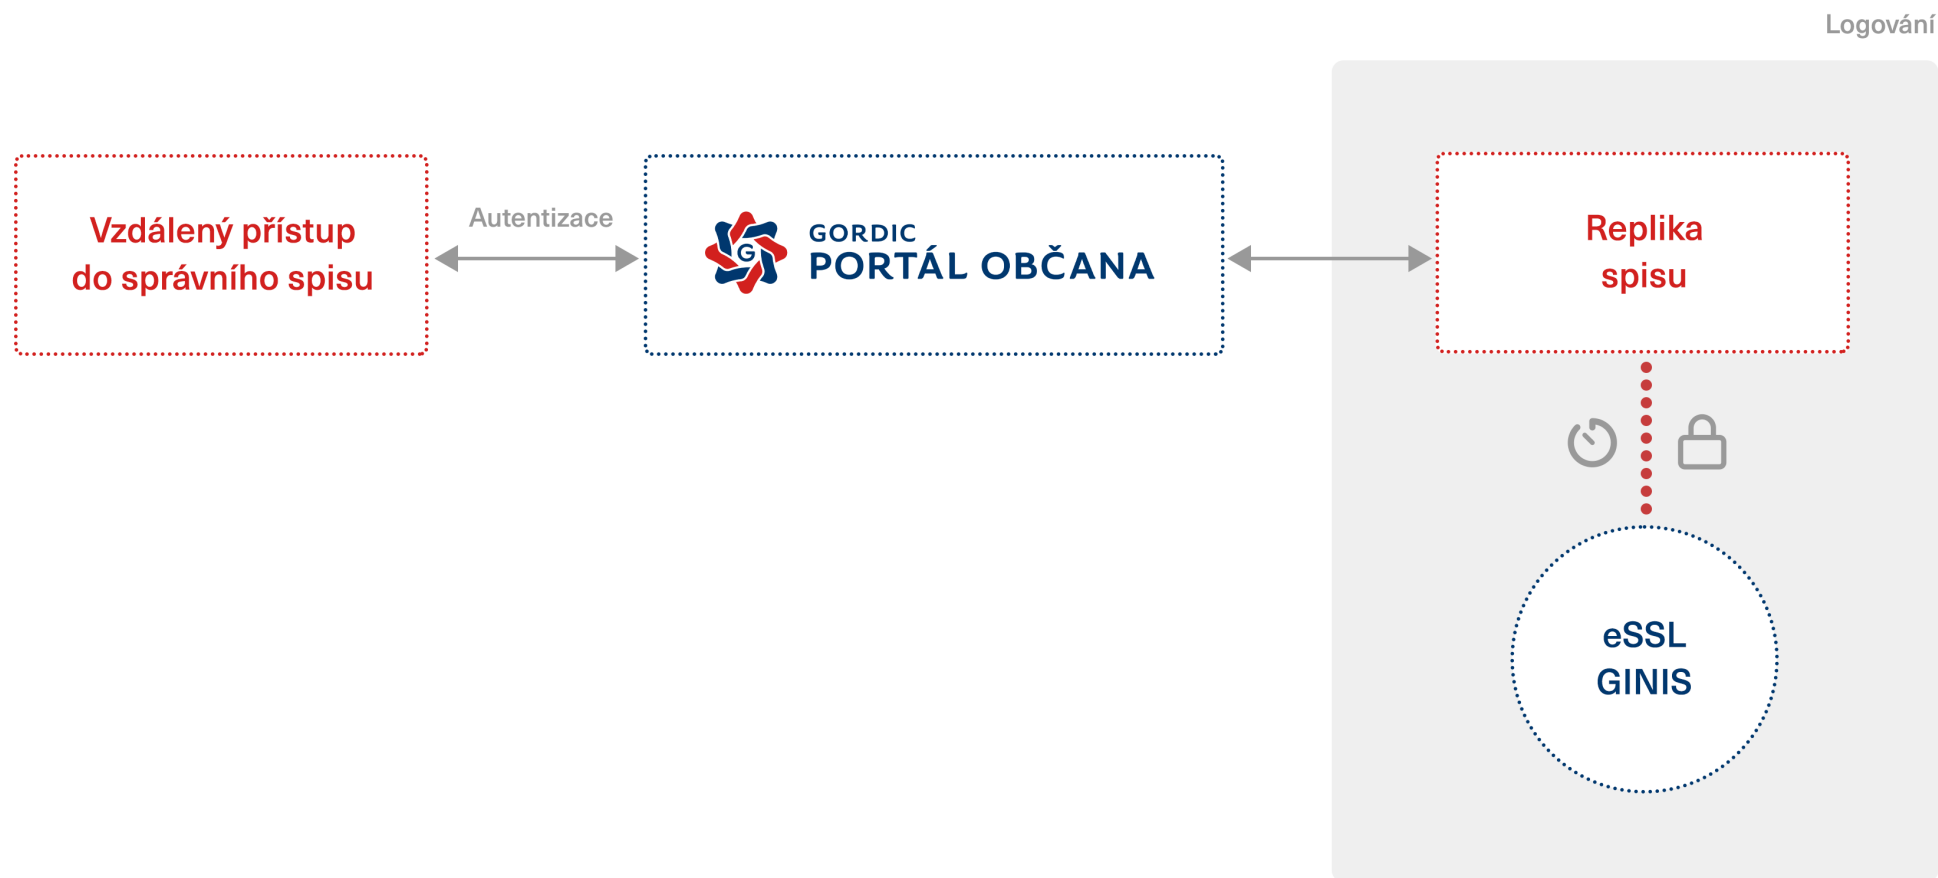 Logování
Vzdálený přístup
do správního spisu
Autentizace
G
GORDIC
PORTÁL OBČANA
Replika
spisu
eSSL
GINIS